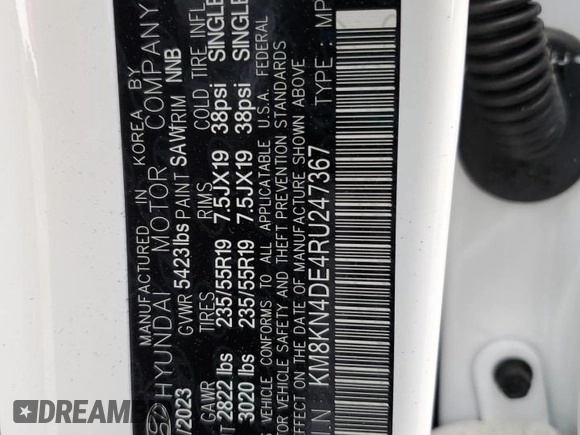 MANUFACTURED IN KOREA BY
HYUNDAI MOTOR COMPANY
/2023 GVWR 5423lbs PAINT SAW TRIM NNB
GAWR TIRES RIMS COLD TIRE INFL
T 2822 lbs 235/55R19 7.5JX19 38psi SINGLE
3020 lbs 235/55R19 7.5JX19 38psi SINGLE
S VEHICLE CONFORMS TO ALL APPLICABLE U.S.A. FEDERAL
VEHICLE SAFETY AND THEFT PREVENTION STANDARDS
ECT ON THE DATE OF MANUFACTURE SHOWN ABOVE
I.N : KM8KN4DE4RU247367 TYPE : MP
DREAME